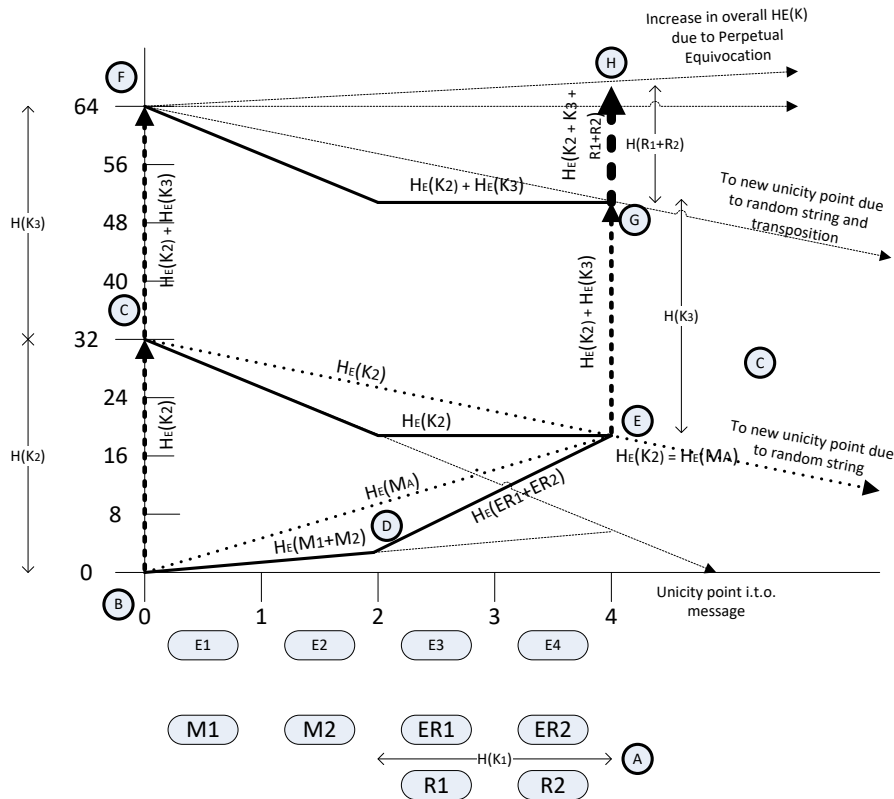 Increase in overall HE(K)
due to Perpetual
Equivocation
F
H
64
56
48
40
32
24
16
8
0
H(K3)
H(K2)
HE(K2) + HE(K3)
HE(K2)
C
B
HE(K2) + HE(K3)
HE(K2 + K3 +
R1+R2)
H(R1+R2)
G
To new unicity point due
to random string and
transposition
HE(K2) + HE(K3)
H(K3)
C
HE(K2)
HE(K2)
E
To new unicity point due
to random string
HE(K2) = HE(MA)
HE(MA)
HE(ER1+ER2)
D
HE(M1+M2)
Unicity point i.t.o.
message
0 1 2 3 4
E1 E2 E3 E4
M1 M2 ER1 ER2
H(K1)
A
R1 R2